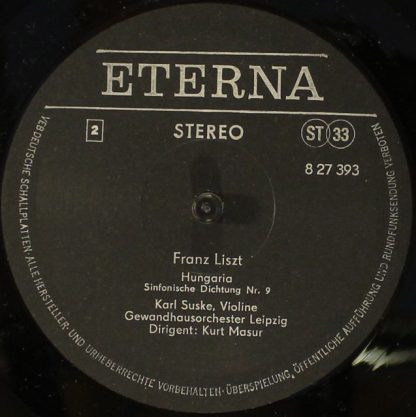 ETERNA
2
STEREO
ST 33
8 27 393
Franz Liszt
Hungaria
Sinfonische Dichtung Nr. 9
Karl Suske, Violine
Gewandhausorchester Leipzig
Dirigent: Kurt Masur
VEB DEUTSCHE SCHALLPLATTEN ALLE HERSTELLER- UND URHEBERRECHTE VORBEHALTEN · ÜBERSPIELUNG, ÖFFENTLICHE AUFFÜHRUNG UND RUNDFUNKSENDUNG VERBOTEN